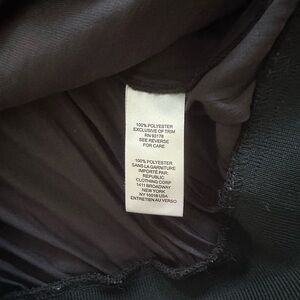 100% POLYESTER
EXCLUSIVE OF TRIM
RN 93178
SEE REVERSE
FOR CARE
100% POLYESTER
SANS LA GARNITURE
IMPORTÉ PAR:
REPUBLIC
CLOTHING CORP
1411 BROADWAY
NEW YORK
NY 10018 USA
ENTRETIEN AU VERSO